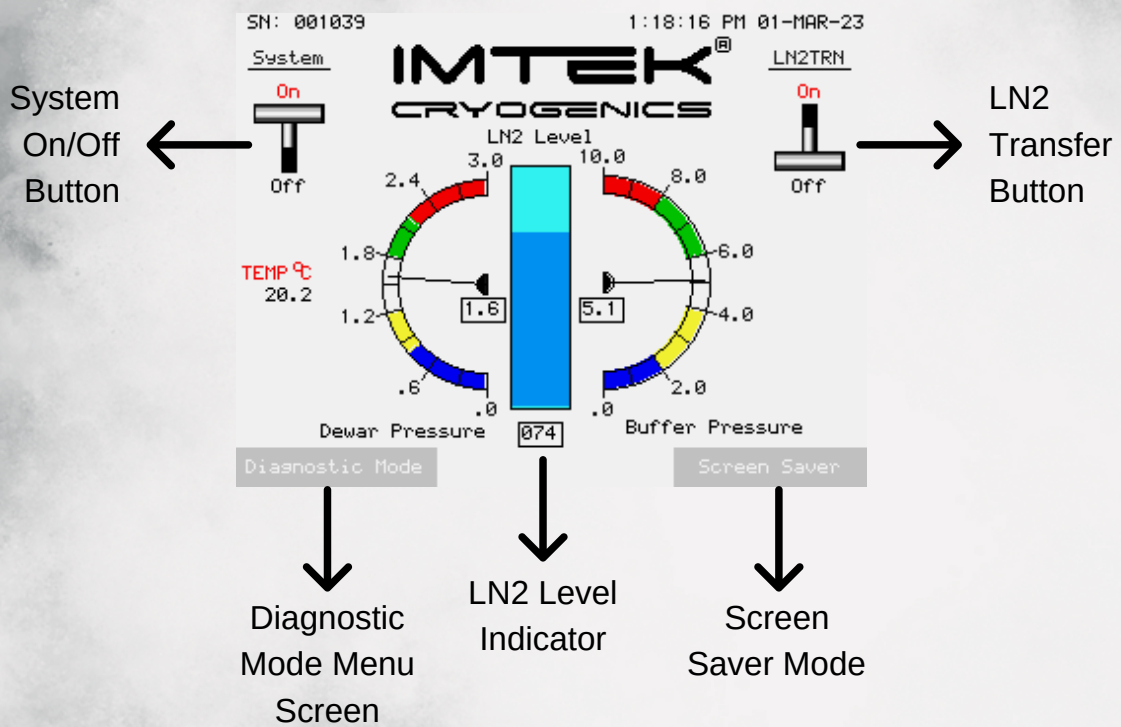 SN: 001039
1:18:16 PM 01-MAR-23
System
IMTEK®
LN2TRN
On
CRYOGENICS
On
System
On/Off
Button
LN2
Transfer
Button
Off
LN2 Level
Off
3.0
10.0
2.4
8.0
1.8
6.0
TEMP ºC
20.2
1.6
5.1
1.2
4.0
.6
2.0
.0
.0
Dewar Pressure
074
Buffer Pressure
Diagnostic Mode
Screen Saver
Diagnostic
Mode Menu
Screen
LN2 Level
Indicator
Screen
Saver Mode